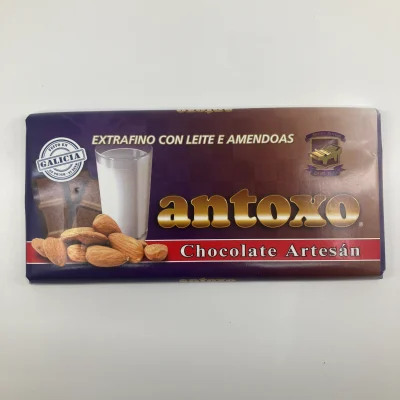 EXTRAFINO CON LEITE E AMENDOAS
GALICIA
antoxo
Chocolate Artesán